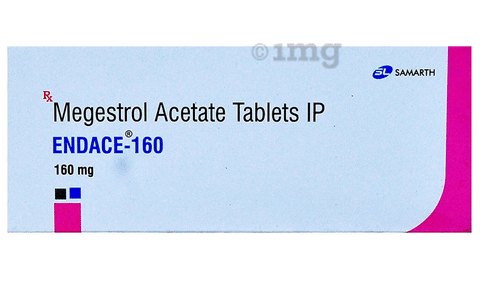 ©1mg
SL SAMARTH
Rx
Megestrol Acetate Tablets IP
ENDACE®-160
160 mg